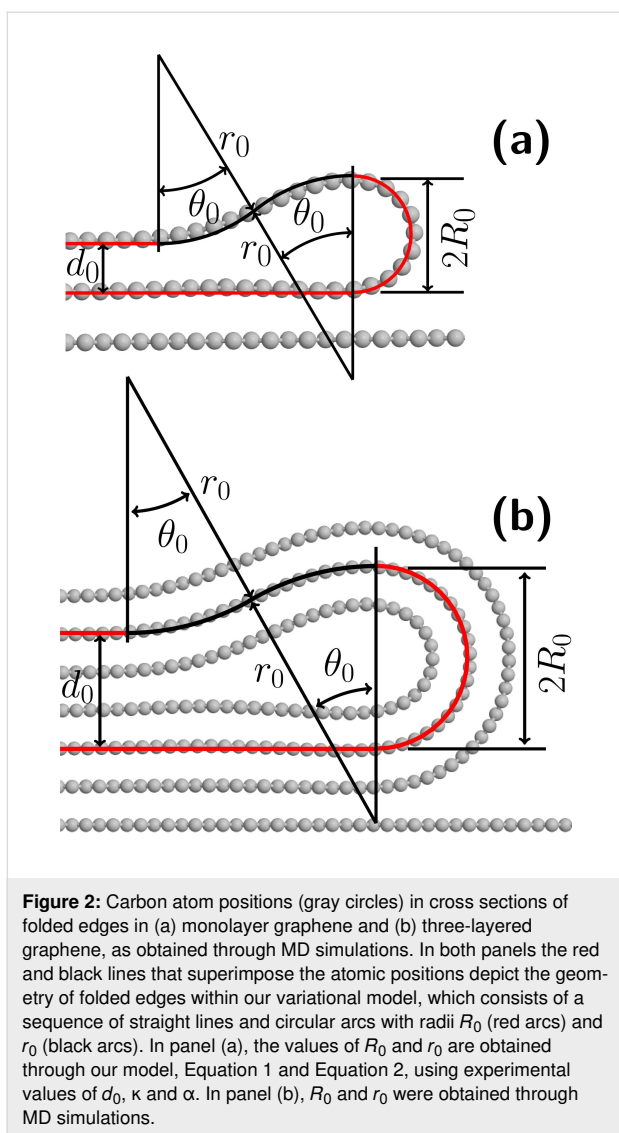 (a)
r0
θ0
θ0
r0
d0
2R0
(b)
r0
θ0
d0
r0
θ0
2R0
Figure 2: Carbon atom positions (gray circles) in cross sections of
folded edges in (a) monolayer graphene and (b) three-layered
graphene, as obtained through MD simulations. In both panels the red
and black lines that superimpose the atomic positions depict the geom-
etry of folded edges within our variational model, which consists of a
sequence of straight lines and circular arcs with radii R0 (red arcs) and
r0 (black arcs). In panel (a), the values of R0 and r0 are obtained
through our model, Equation 1 and Equation 2, using experimental
values of d0, κ and α. In panel (b), R0 and r0 were obtained through
MD simulations.